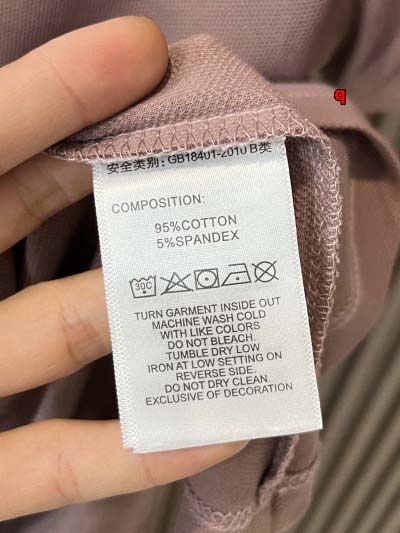 q
安全类别: GB18401-2010 B类
COMPOSITION:
95%COTTON
5%SPANDEX
30C
TURN GARMENT INSIDE OUT
MACHINE WASH COLD
WITH LIKE COLORS
DO NOT BLEACH.
TUMBLE DRY LOW
IRON AT LOW SETTING ON
REVERSE SIDE.
DO NOT DRY CLEAN.
EXCLUSIVE OF DECORATION